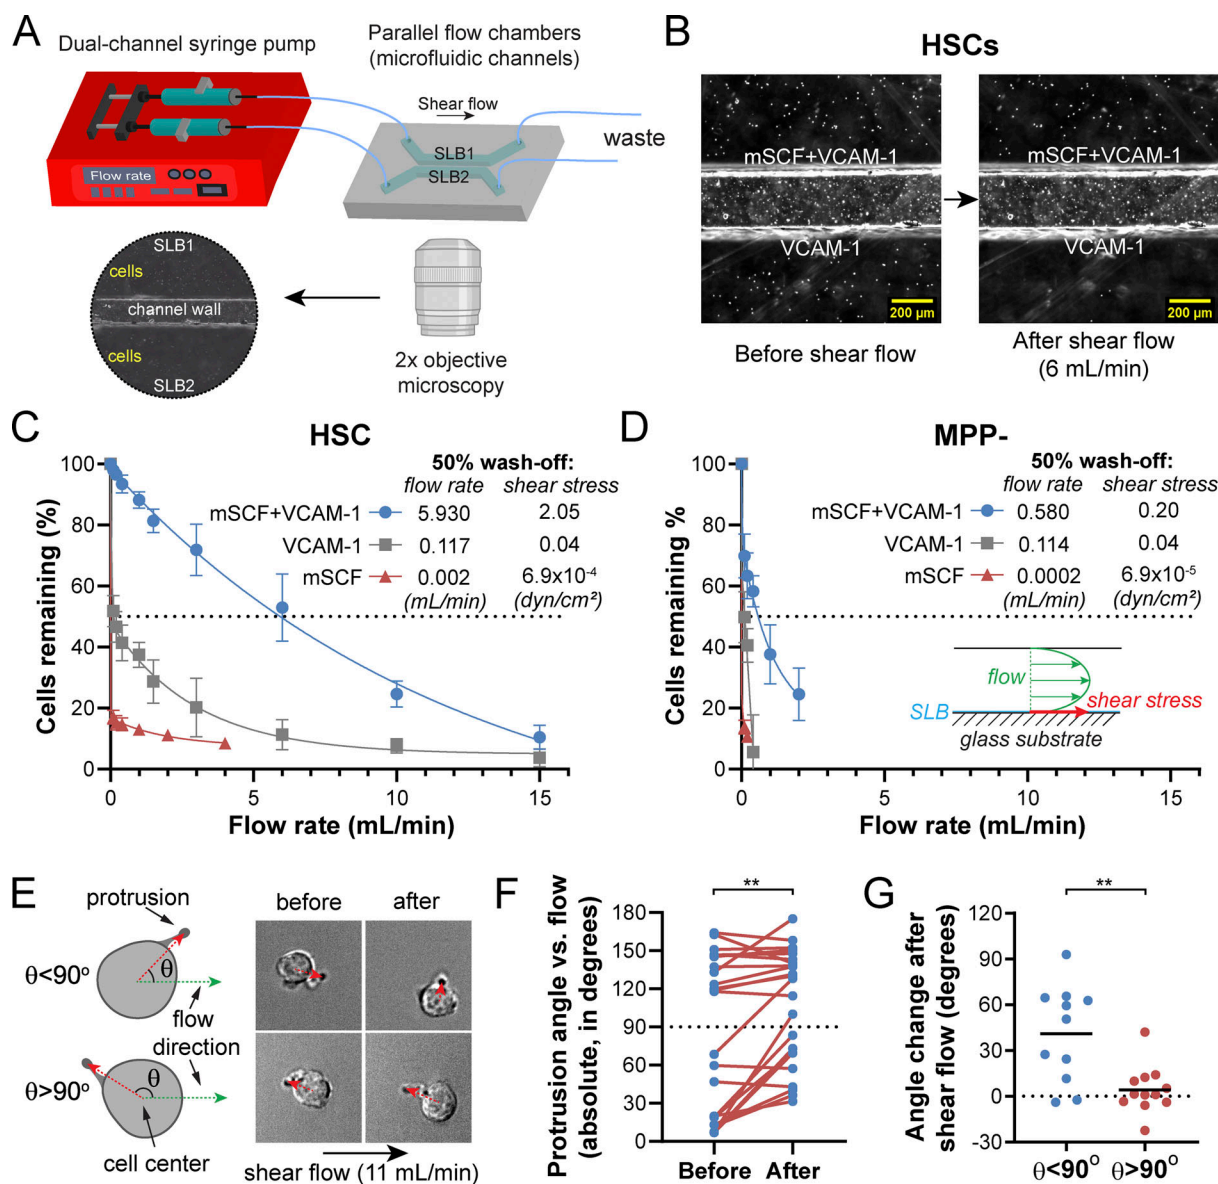 A
Dual-channel syringe pump
Flow rate
Parallel flow chambers
(microfluidic channels)
Shear flow
SLB1
SLB2
waste
SLB1
cells
channel wall
cells
SLB2
2x objective
microscopy
B
HSCs
mSCF+VCAM-1
VCAM-1
200 µm
Before shear flow
mSCF+VCAM-1
VCAM-1
200 µm
After shear flow
(6 mL/min)
C
HSC
50% wash-off:
flow rate shear stress
mSCF+VCAM-1 5.930 2.05
VCAM-1 0.117 0.04
mSCF 0.002 6.9x10⁻⁴
(mL/min) (dyn/cm²)
Cells remaining (%)
100
80
60
40
20
0
0 5 10 15
Flow rate (mL/min)
D
MPP-
50% wash-off:
flow rate shear stress
mSCF+VCAM-1 0.580 0.20
VCAM-1 0.114 0.04
mSCF 0.0002 6.9x10⁻⁵
(mL/min) (dyn/cm²)
Cells remaining %
100
80
60
40
20
0
0 5 10 15
Flow rate (mL/min)
flow
shear stress
SLB
glass substrate
E
protrusion
θ<90°
θ
flow
direction
θ>90°
θ
cell center
before after
shear flow (11 mL/min)
F
Protrusion angle vs. flow
(absolute, in degrees)
**
180
150
120
90
60
30
0
Before After
G
Angle change after
shear flow (degrees)
**
120
90
60
30
0
-30
θ<90° θ>90°